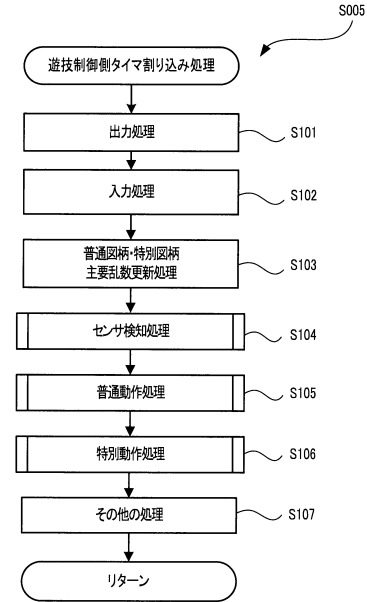 S005
遊技制御側タイマ割り込み処理
出力処理
S101
入力処理
S102
普通図柄・特別図柄
主要乱数更新処理
S103
センサ検知処理
S104
普通動作処理
S105
特別動作処理
S106
その他の処理
S107
リターン